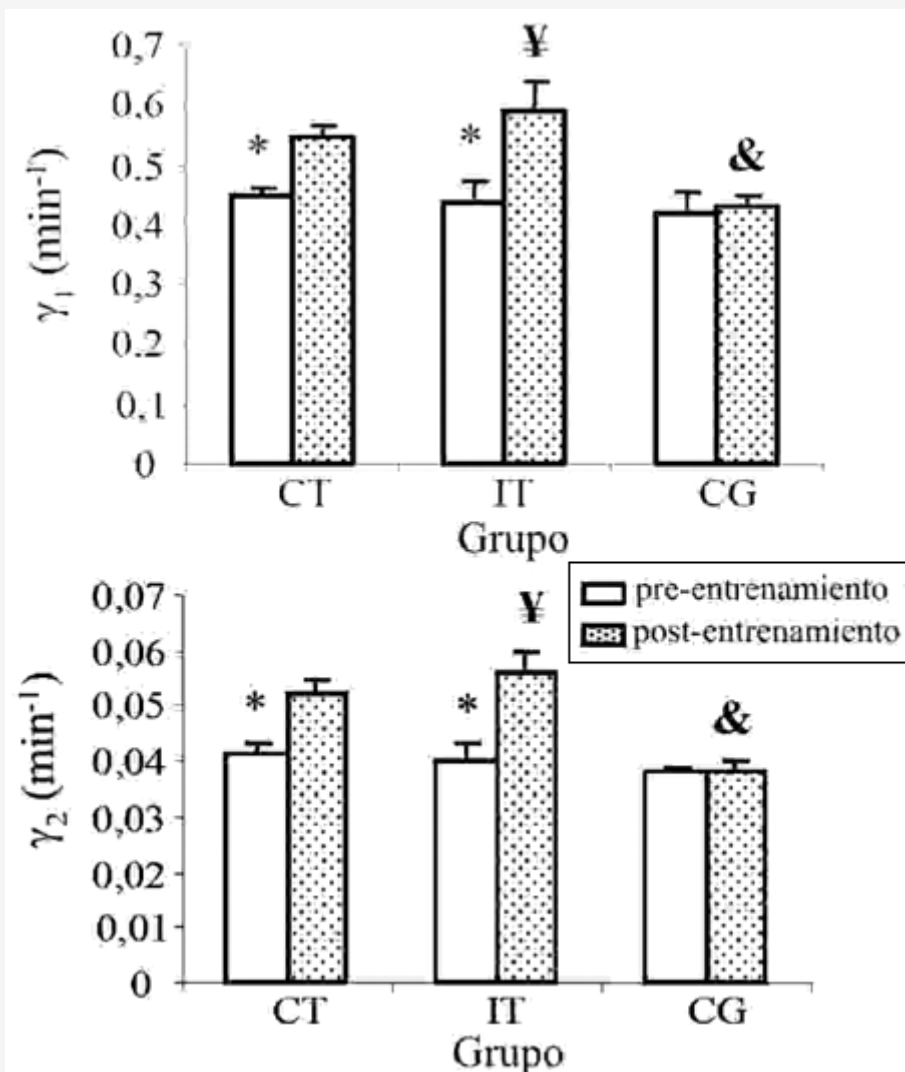 γ₁ (min⁻¹)
0,7
0,6
0,5
0,4
0,3
0,2
0,1
0
*
*
¥
&
CT
IT
CG
Grupo
pre-entrenamiento
post-entrenamiento
γ₂ (min⁻¹)
0,07
0,06
0,05
0,04
0,03
0,02
0,01
0
*
*
¥
&
CT
IT
CG
Grupo